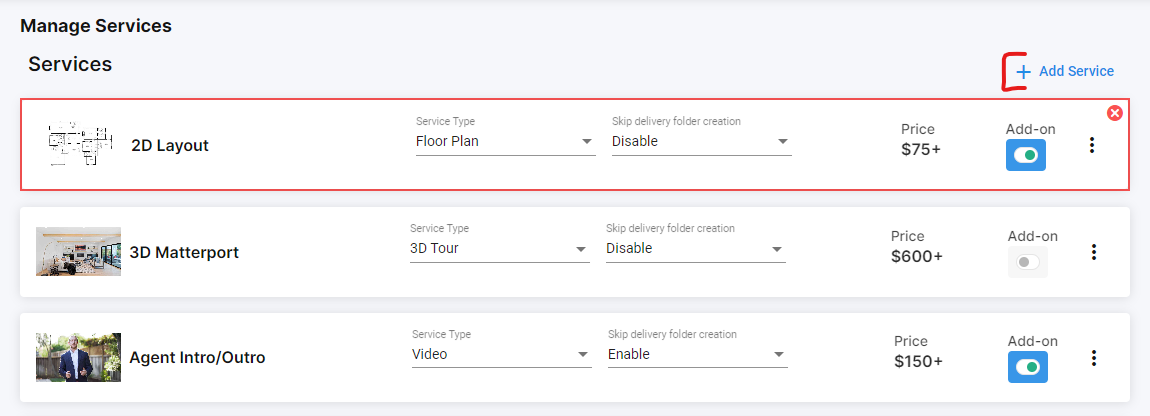 Manage Services
Services
+ Add Service
Service Type
Skip delivery folder creation
Price
Add-on
2D Layout
Floor Plan
Disable
$75+
Service Type
Skip delivery folder creation
Price
Add-on
3D Matterport
3D Tour
Disable
$600+
Service Type
Skip delivery folder creation
Price
Add-on
Agent Intro/Outro
Video
Enable
$150+